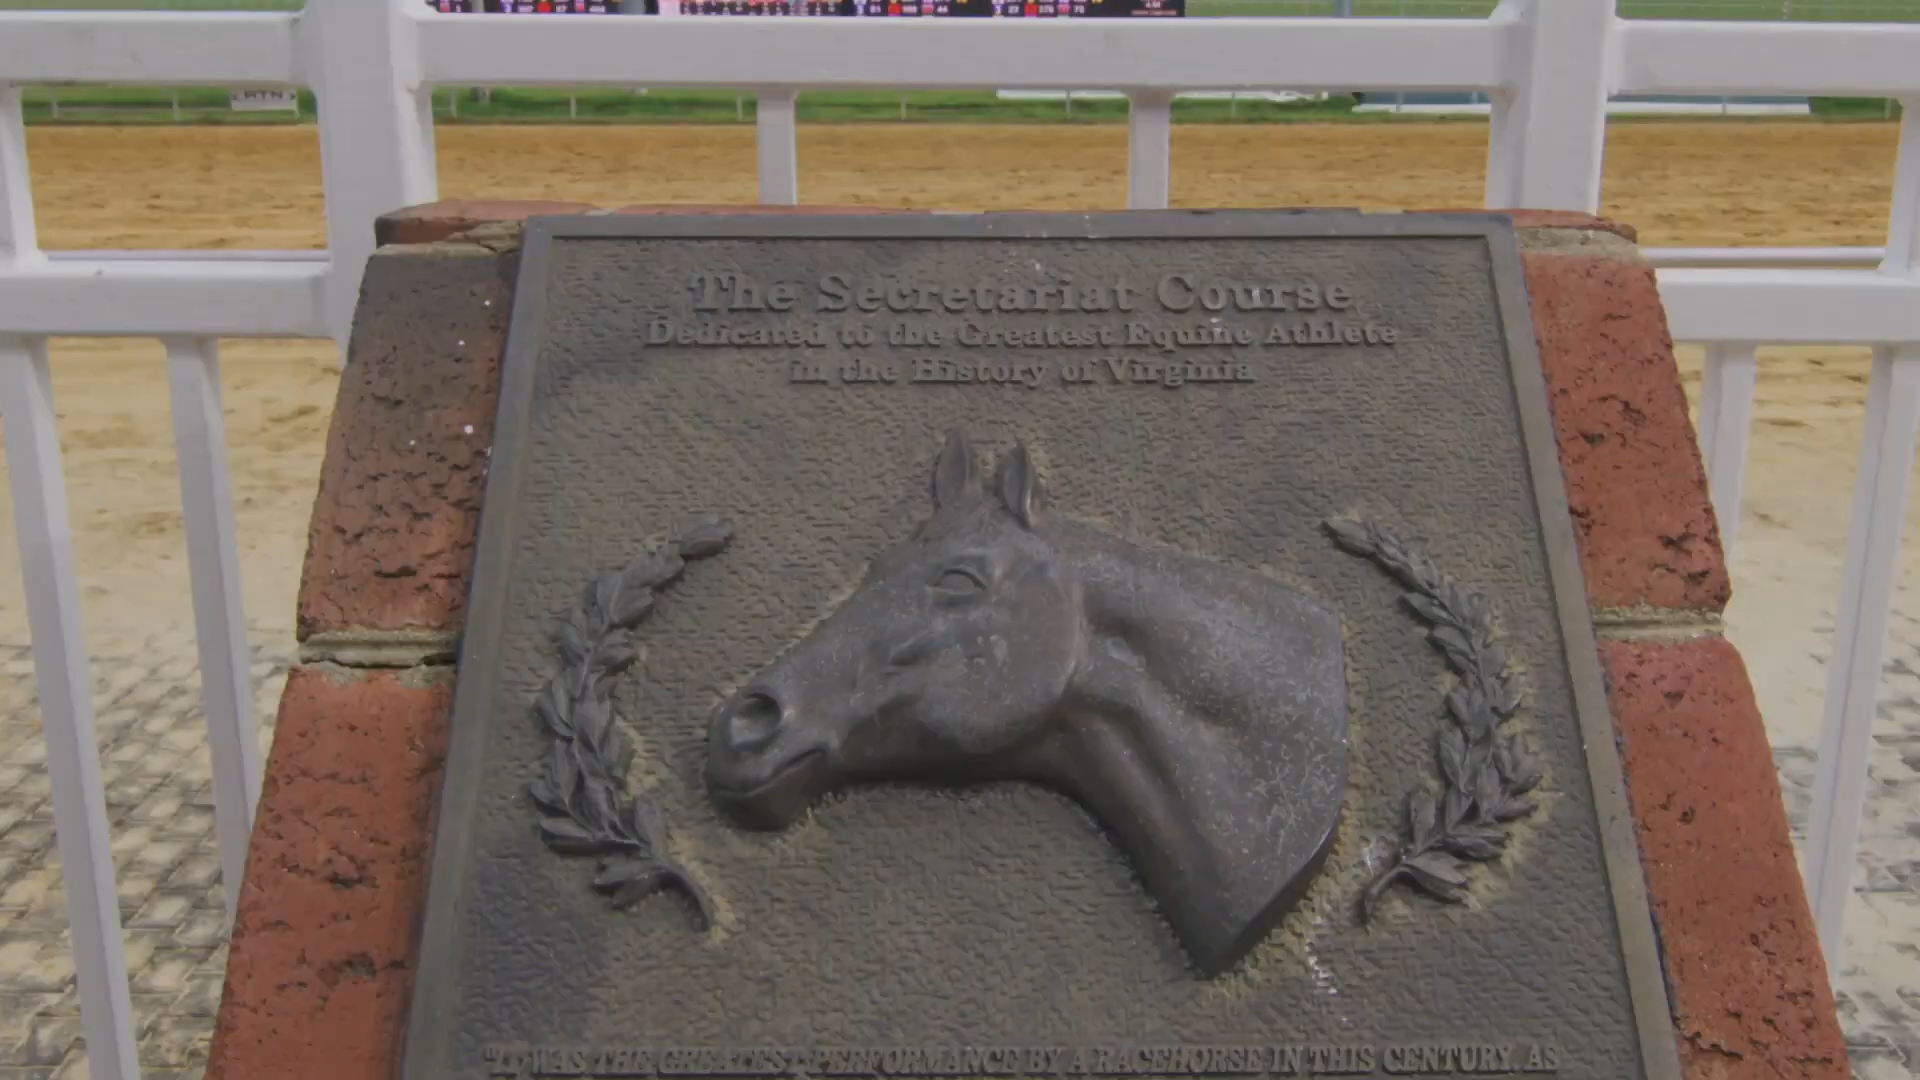 RTN
The Secretariat Course
Dedicated to the Greatest Equine Athlete
in the History of Virginia
"IT WAS THE GREATEST PERFORMANCE BY A RACEHORSE IN THIS CENTURY, AS